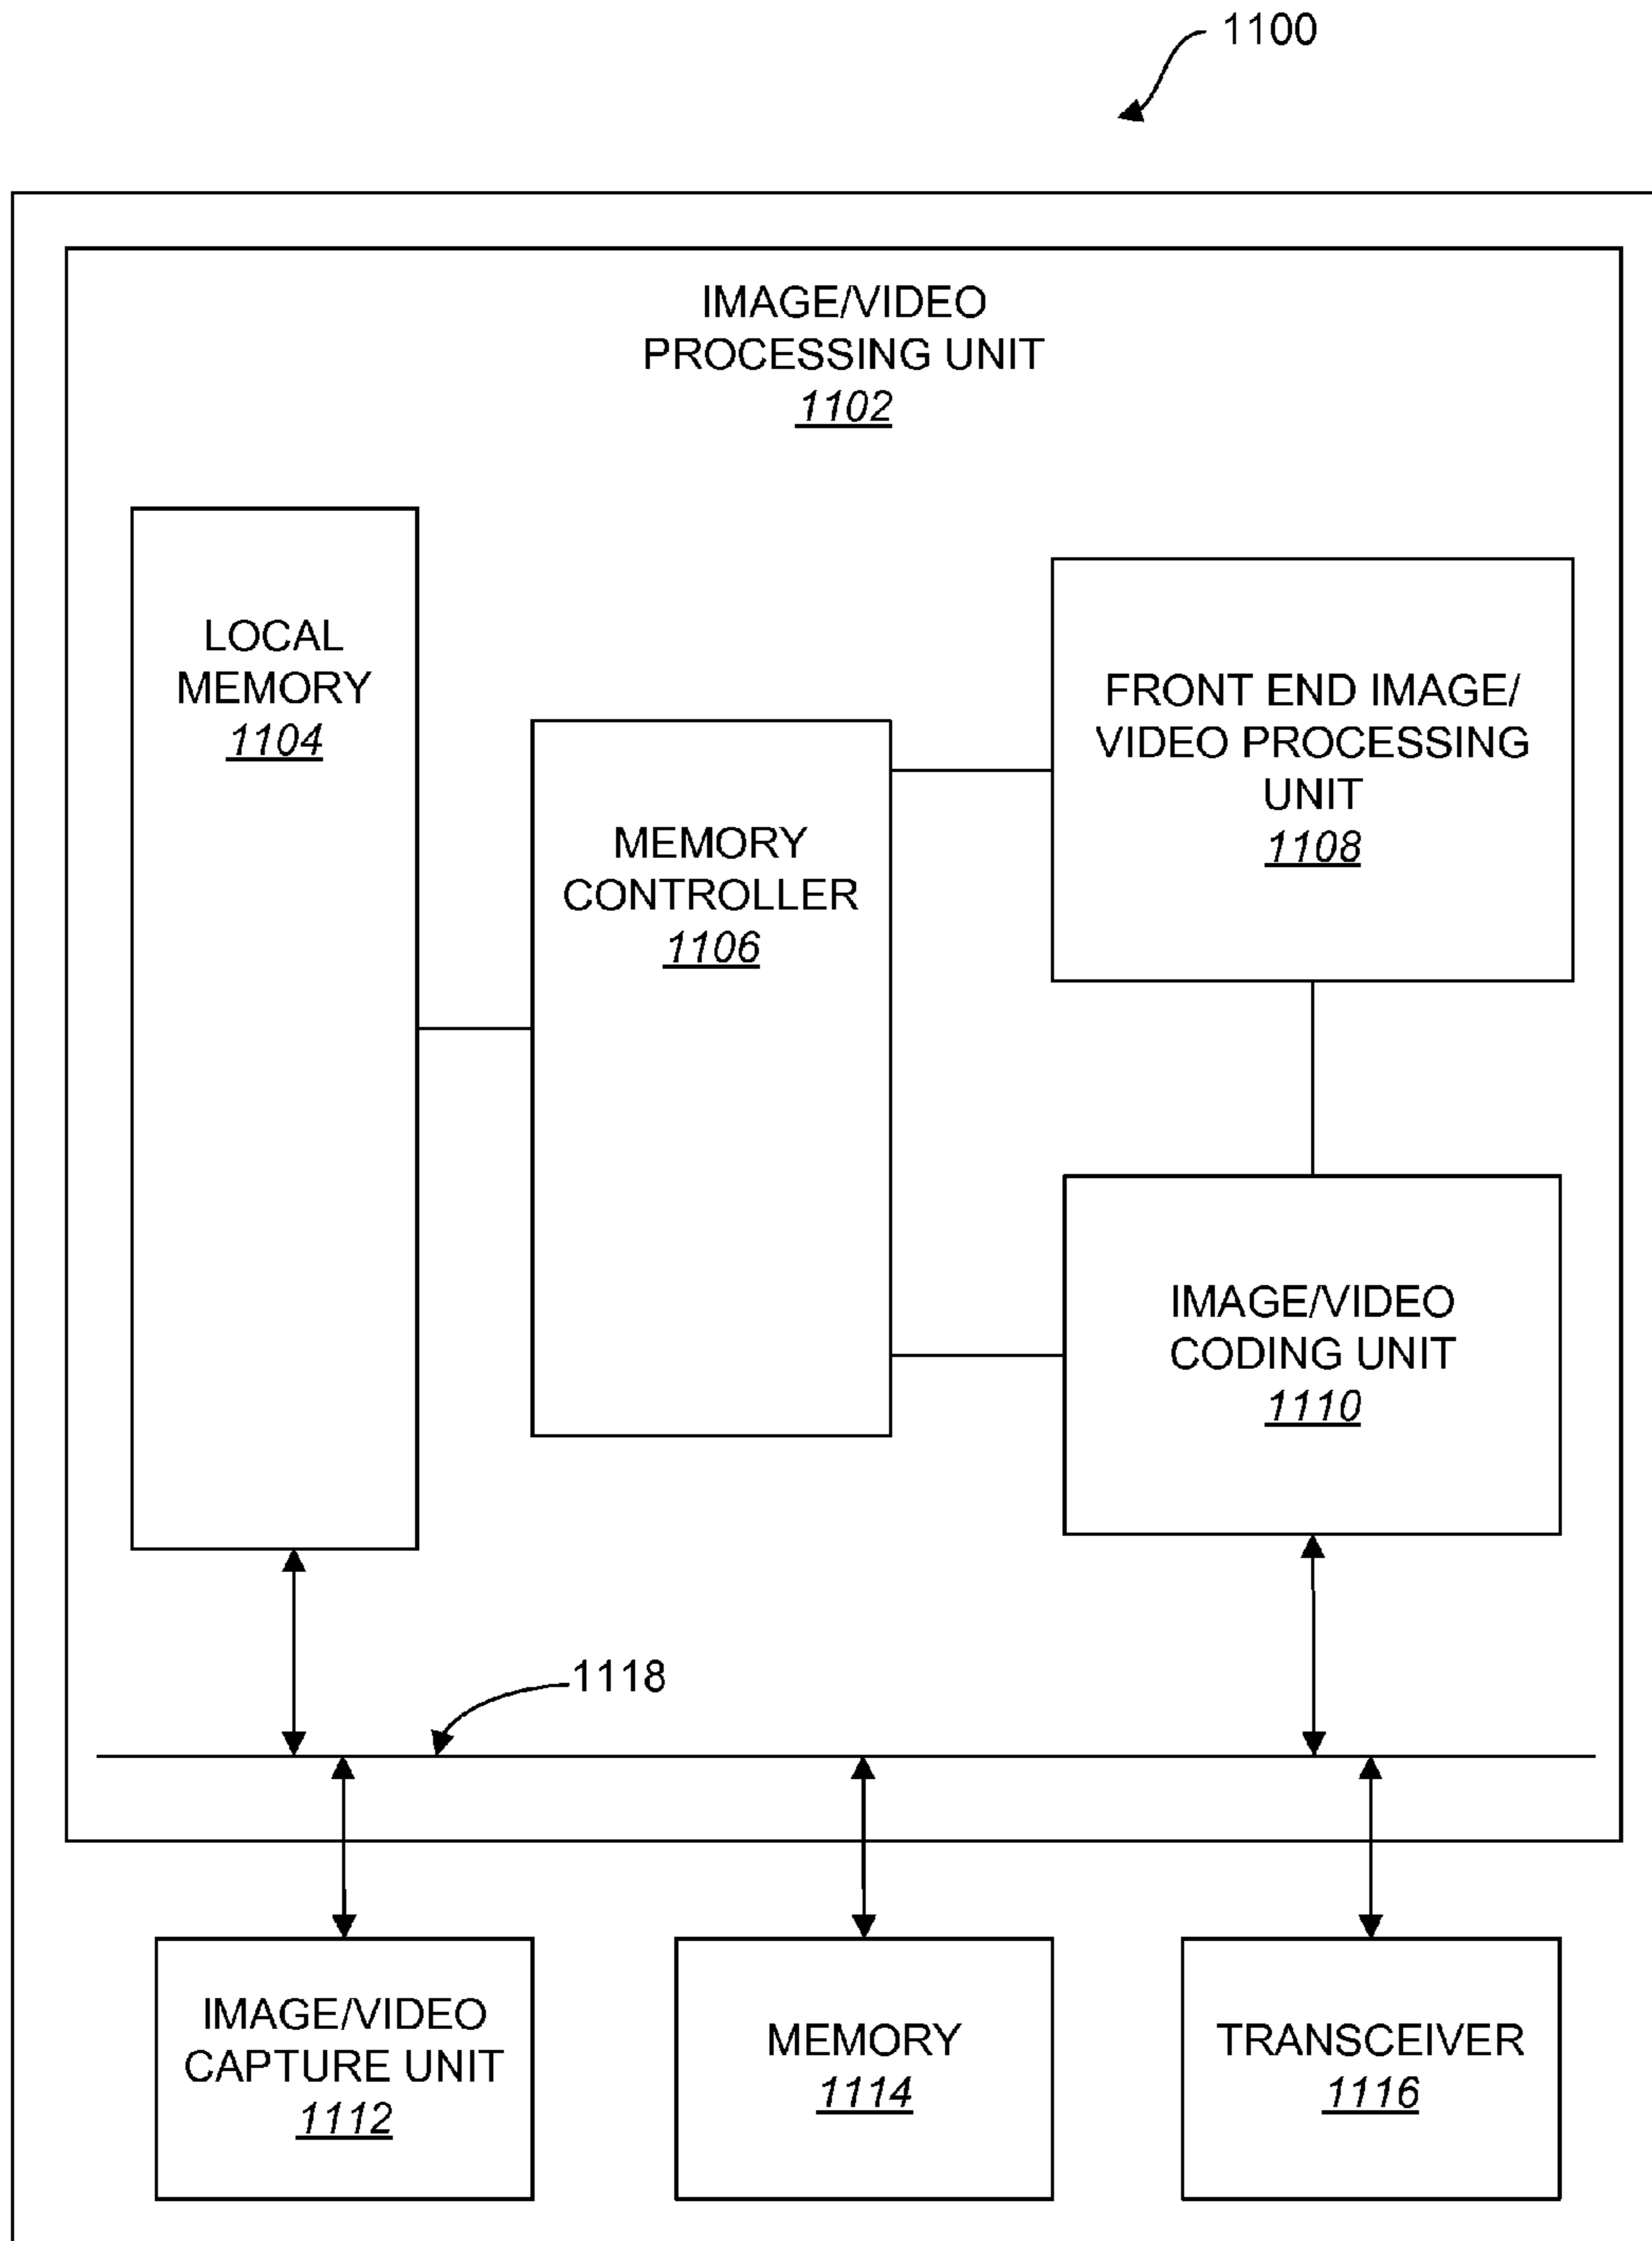 1100
IMAGE/VIDEO
PROCESSING UNIT
1102
LOCAL
MEMORY
1104
MEMORY
CONTROLLER
1106
FRONT END IMAGE/
VIDEO PROCESSING
UNIT
1108
IMAGE/VIDEO
CODING UNIT
1110
1118
IMAGE/VIDEO
CAPTURE UNIT
1112
MEMORY
1114
TRANSCEIVER
1116